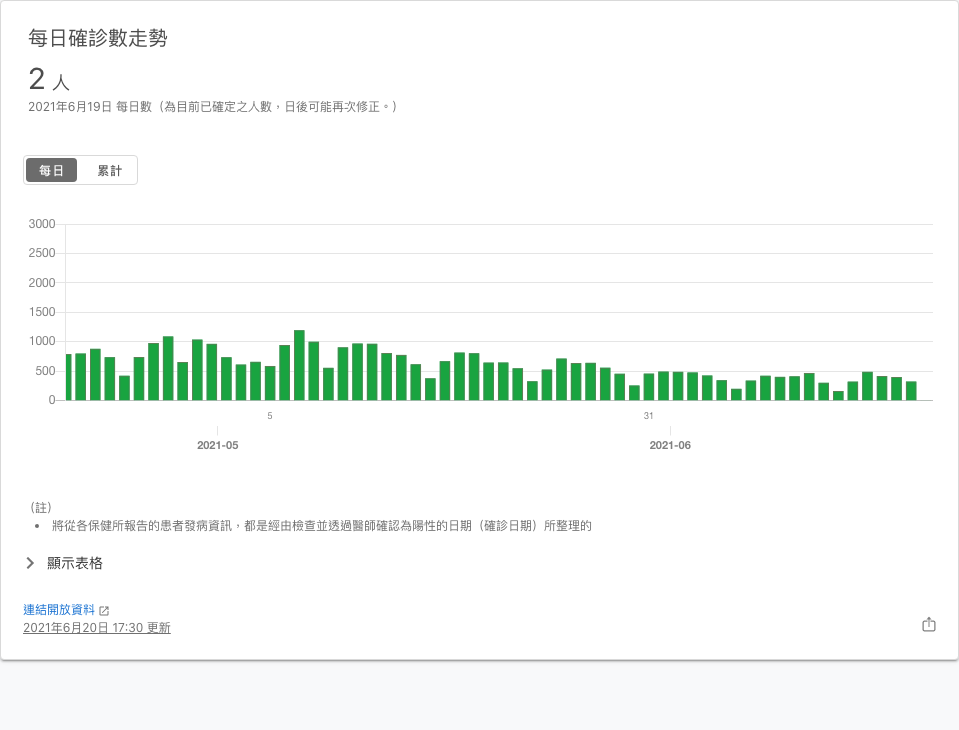 每日確診數走勢
2 人
2021年6月19日 每日數（為目前已確定之人數，日後可能再次修正。）
每日 累計
3000
2500
2000
1500
1000
500
0
5 31
2021-05 2021-06
（註）
• 將從各保健所報告的患者發病資訊，都是經由檢查並透過醫師確認為陽性的日期（確診日期）所整理的
顯示表格
連結開放資料
2021年6月20日 17:30 更新